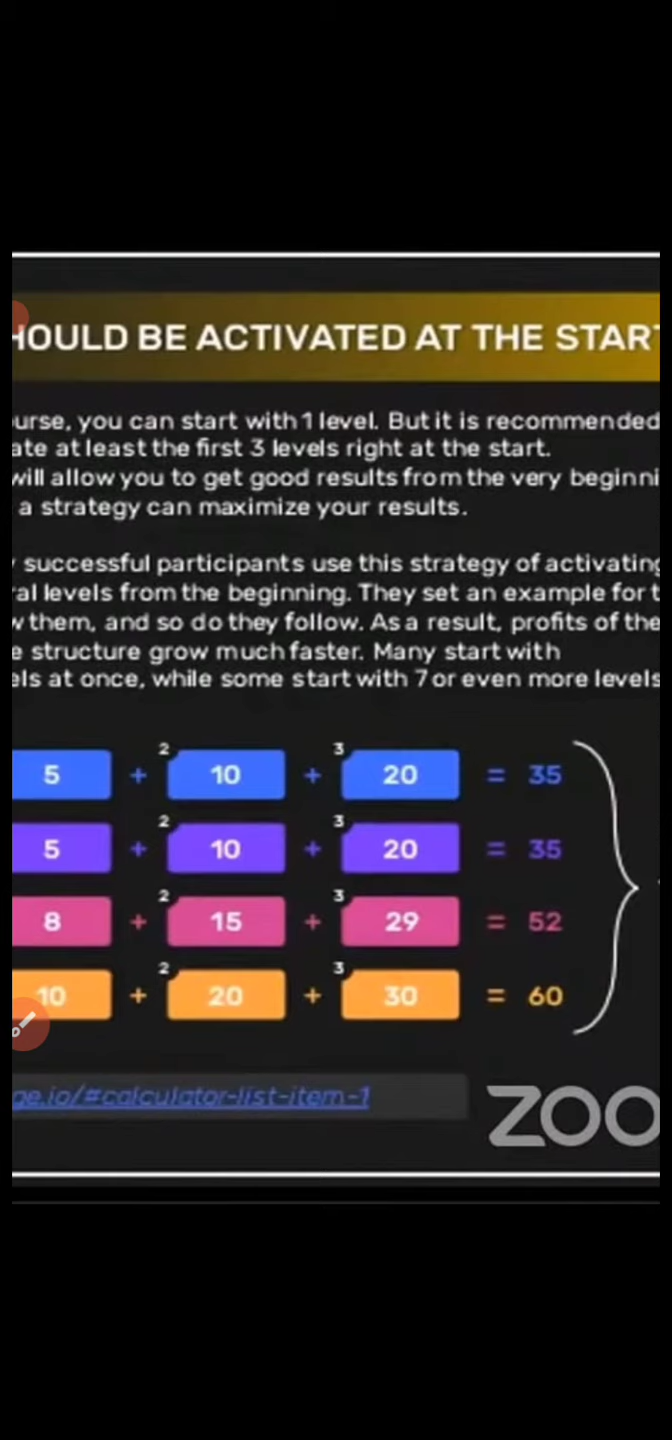 HOULD BE ACTIVATED AT THE START
urse, you can start with 1 level. But it is recommended
ate at least the first 3 levels right at the start.
will allow you to get good results from the very beginni
a strategy can maximize your results.
successful participants use this strategy of activating
al levels from the beginning. They set an example for t
w them, and so do they follow. As a result, profits of the
e structure grow much faster. Many start with
els at once, while some start with 7 or even more levels
5 + 2 10 + 3 20 = 35
5 + 2 10 + 3 20 = 35
8 + 2 15 + 3 29 = 52
10 + 2 20 + 3 30 = 60
ge.io/#calculator-list-item-1
ZOO